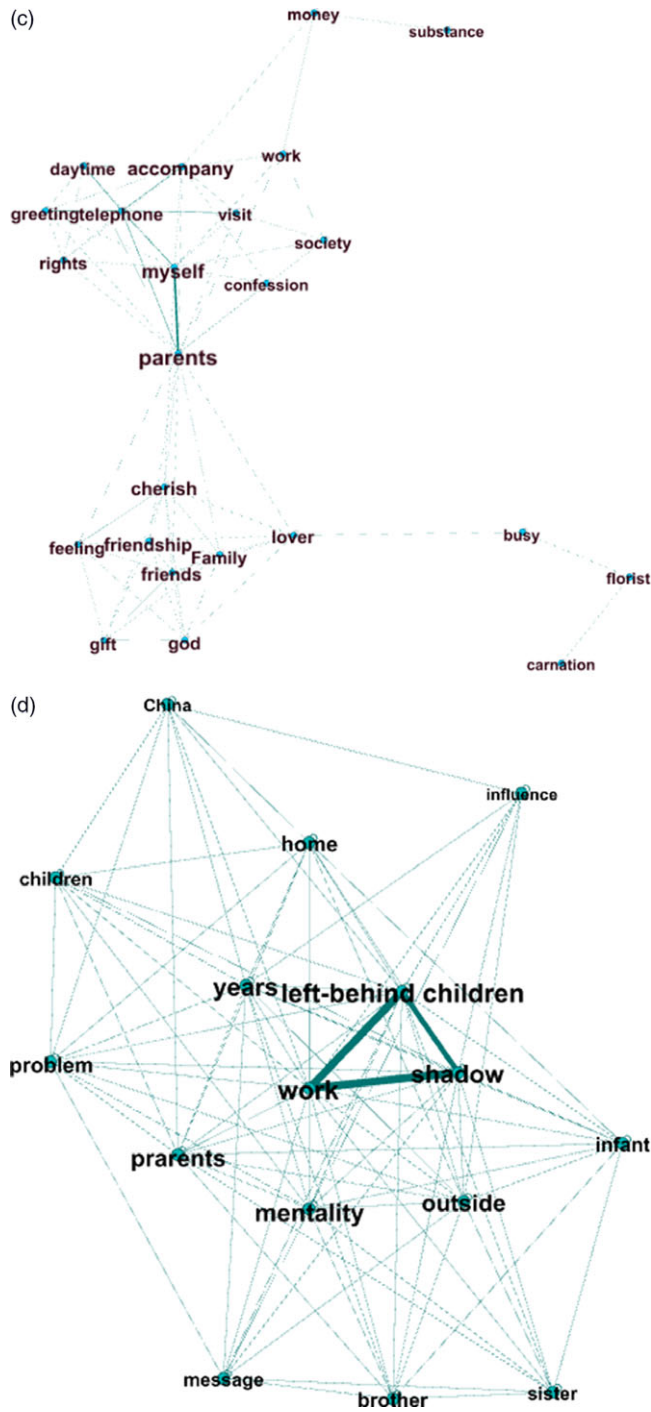 (c)
money
substance
work
daytime
accompany
greeting
telephone
visit
society
rights
myself
confession
parents
cherish
feeling
friendship
Family
lover
busy
friends
florist
gift
god
carnation
(d)
China
influence
home
children
years
left-behind children
problem
work
shadow
prarents
infant
mentality
outside
message
brother
sister